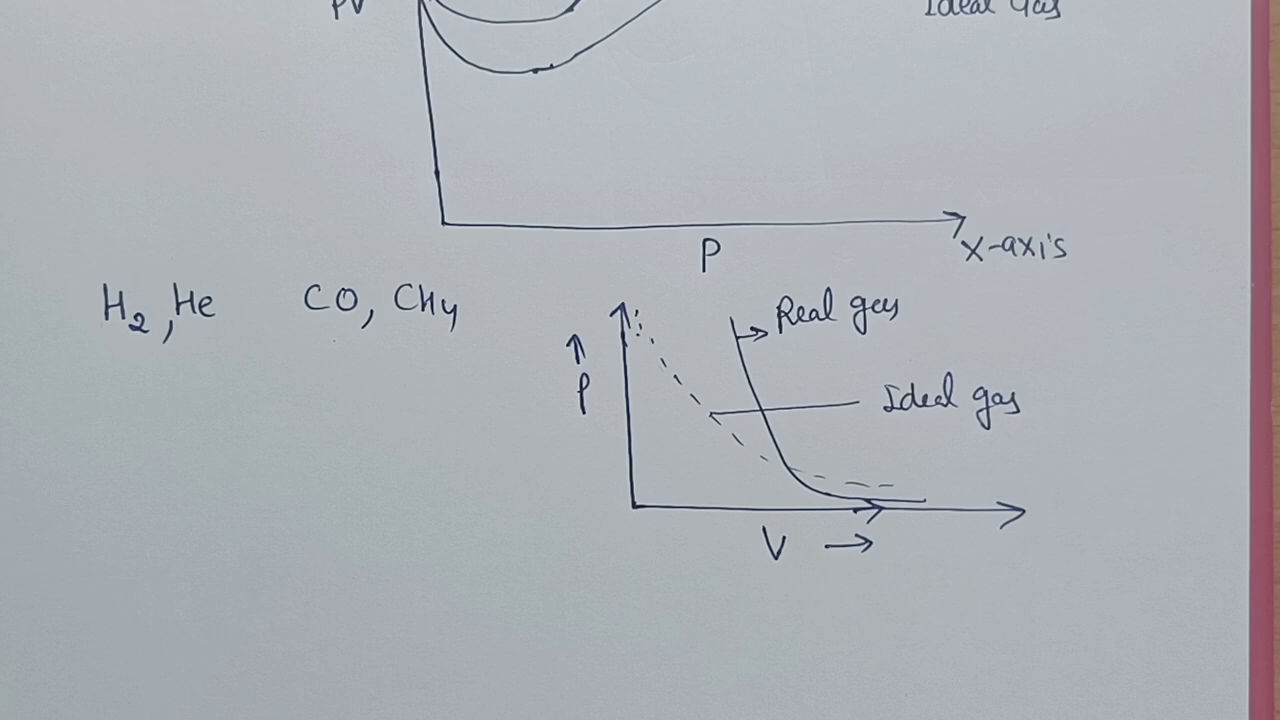 PV
Ideal Gas
P
X-axis
H2, He CO, CH4
Real gas
P
Ideal gas
V